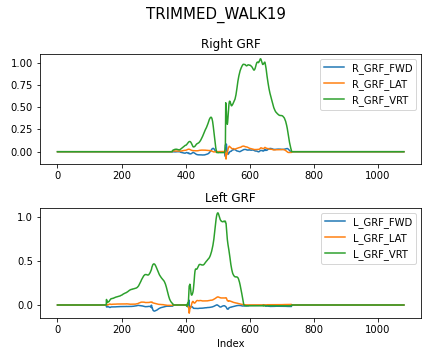 TRIMMED_WALK19
Right GRF
1.00
0.75
0.50
0.25
0.00
R_GRF_FWD
R_GRF_LAT
R_GRF_VRT
0 200 400 600 800 1000
Left GRF
1.0
0.5
0.0
L_GRF_FWD
L_GRF_LAT
L_GRF_VRT
0 200 400 600 800 1000
Index